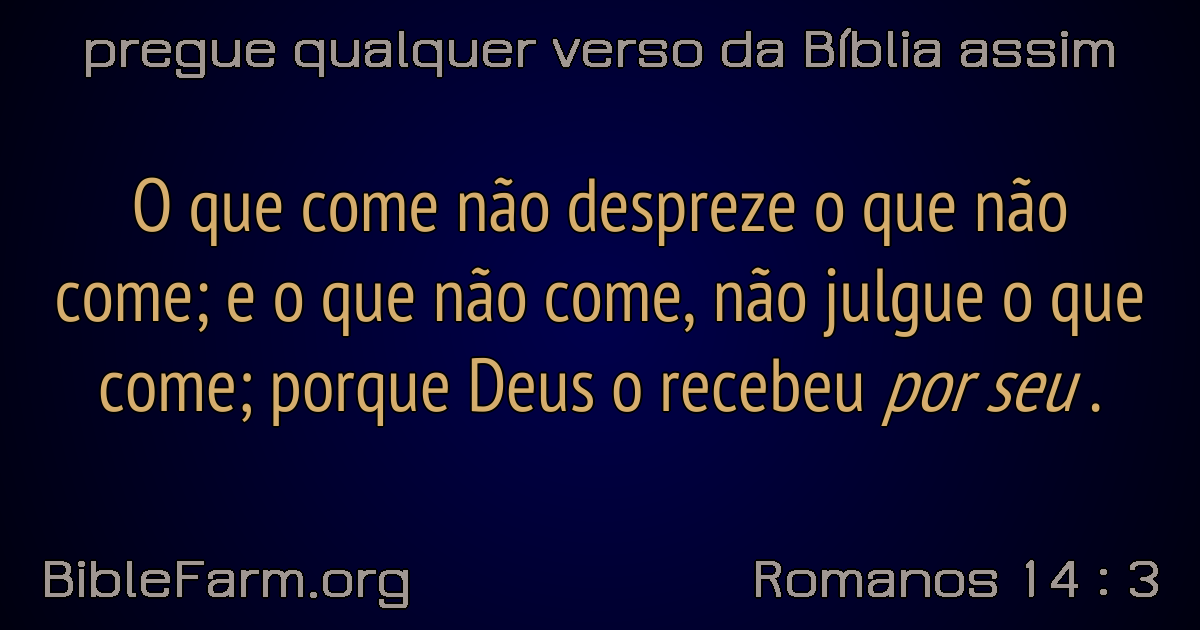 pregue qualquer verso da Bíblia assim
O que come não despreze o que não
come; e o que não come, não julgue o que
come; porque Deus o recebeu por seu .
BibleFarm.org
Romanos 14 : 3